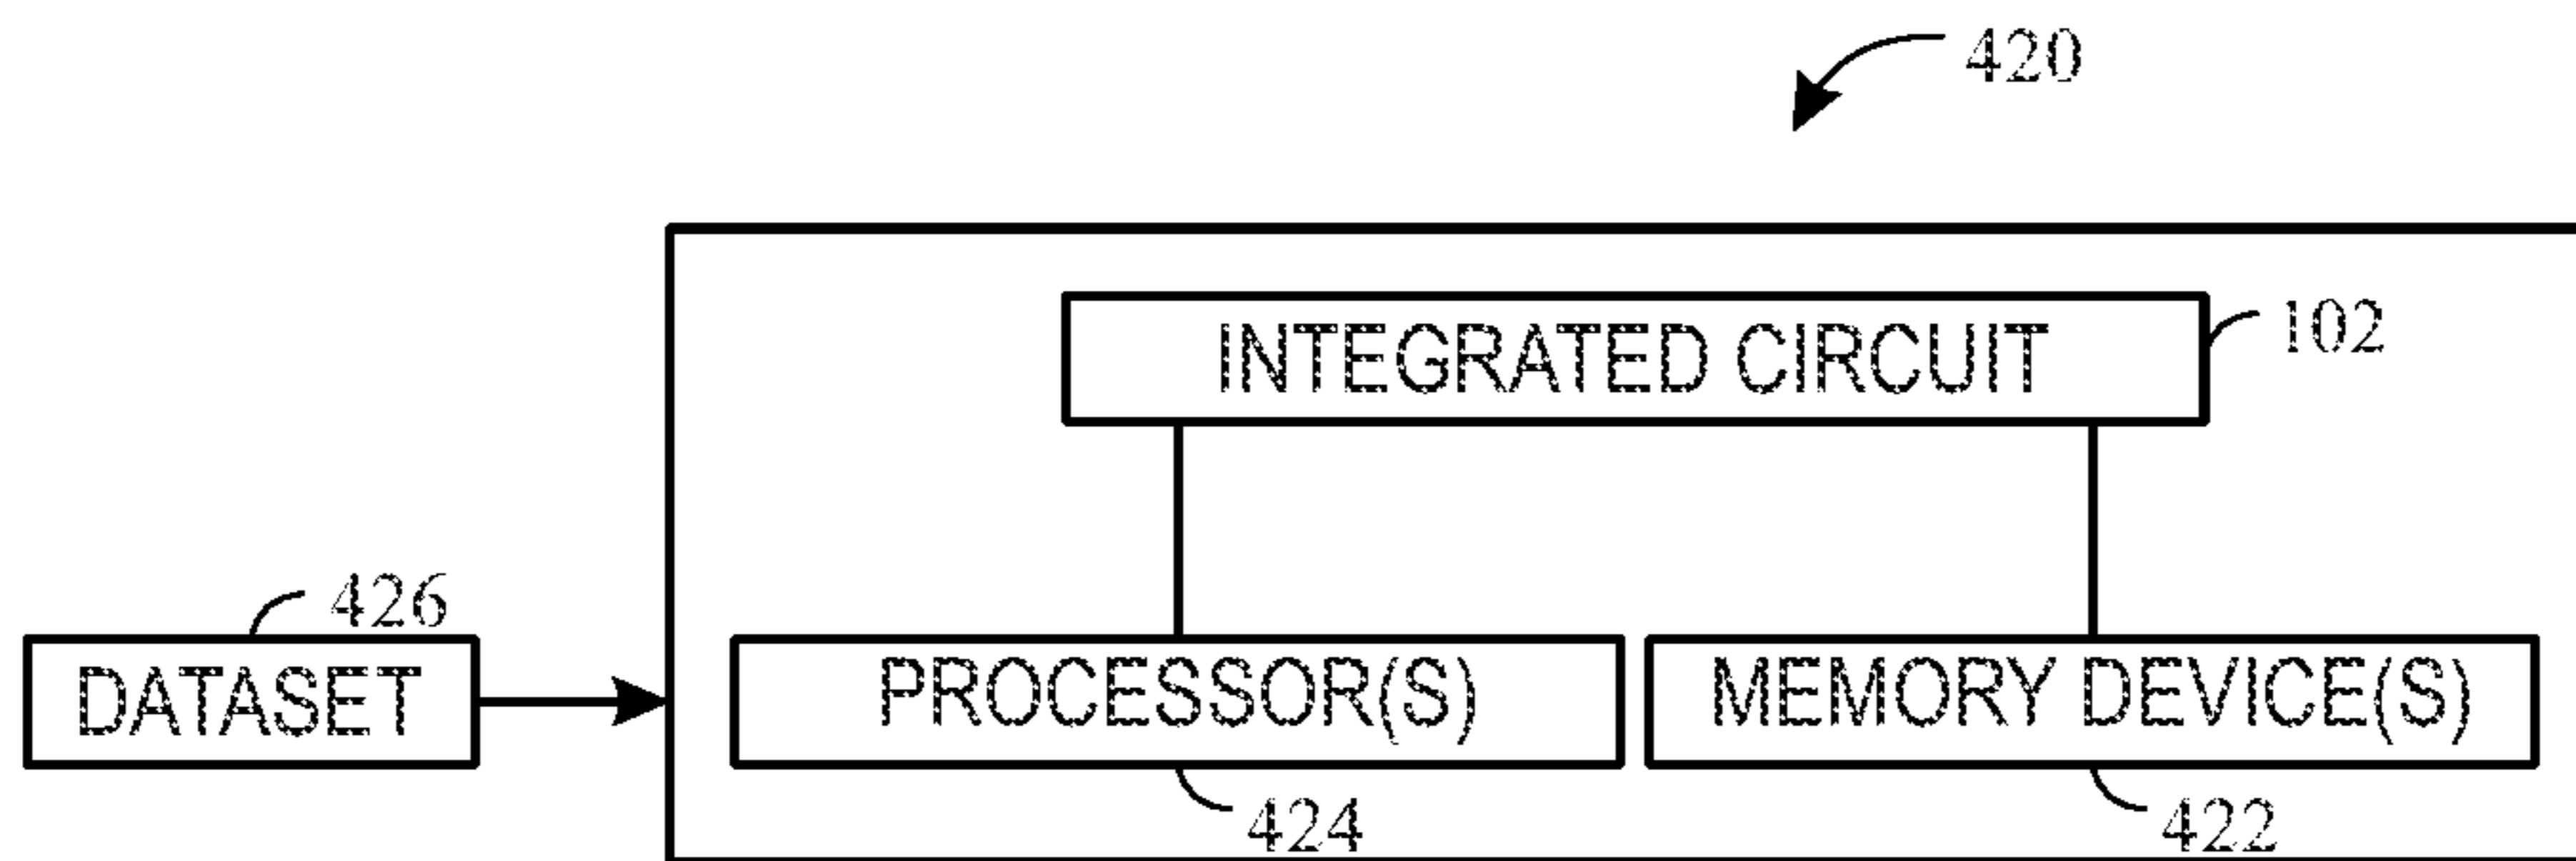 420
INTEGRATED CIRCUIT
102
426
DATASET
PROCESSOR(S)
MEMORY DEVICE(S)
424
422